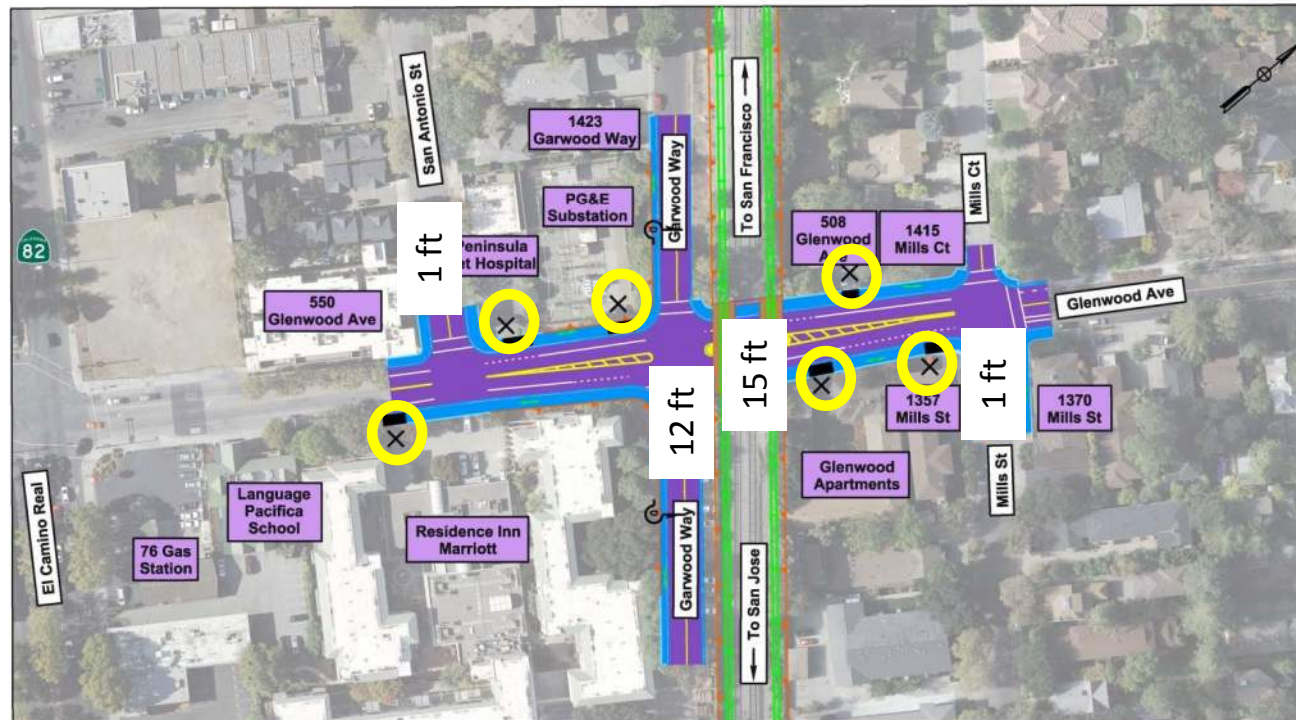 San Antonio St
1423
Garwood Way
Garwood Way
To San Francisco
Mills Ct
PG&E
Substation
508
Glenwood
1415
Mills Ct
82
1 ft
Peninsula
et Hospital
550
Glenwood Ave
Glenwood Ave
15 ft
12 ft
1 ft
1357
Mills St
1370
Mills St
Mills St
Glenwood
Apartments
El Camino Real
Language
Pacifica
School
76 Gas
Station
Residence Inn
Marriott
Garwood Way
To San Jose